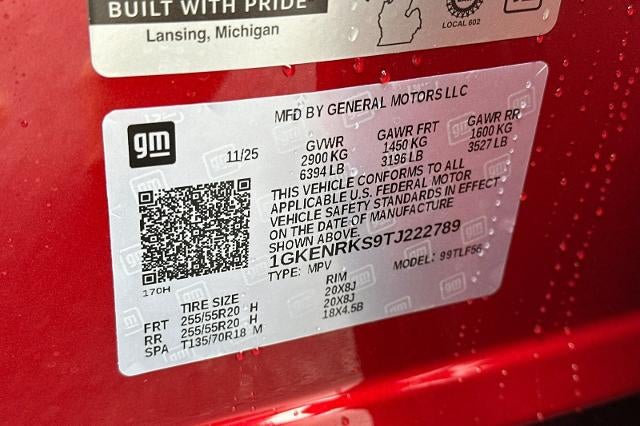 BUILT WITH PRIDE
Lansing, Michigan
LOCAL 602
MFD BY GENERAL MOTORS LLC
gm
11/25
GVWR GAWR FRT GAWR RR
2900 KG 1450 KG 1600 KG
6394 LB 3196 LB 3527 LB
THIS VEHICLE CONFORMS TO ALL
APPLICABLE U.S. FEDERAL MOTOR
VEHICLE SAFETY STANDARDS IN EFFECT
ON THE DATE OF MANUFACTURE
SHOWN ABOVE.
1GKENRKS9TJ222789
TYPE: MPV MODEL: 99TLF56
170H
TIRE SIZE RIM
FRT 255/55R20 H 20X8J
RR 255/55R20 H 20X8J
SPA T135/70R18 M 18X4.5B